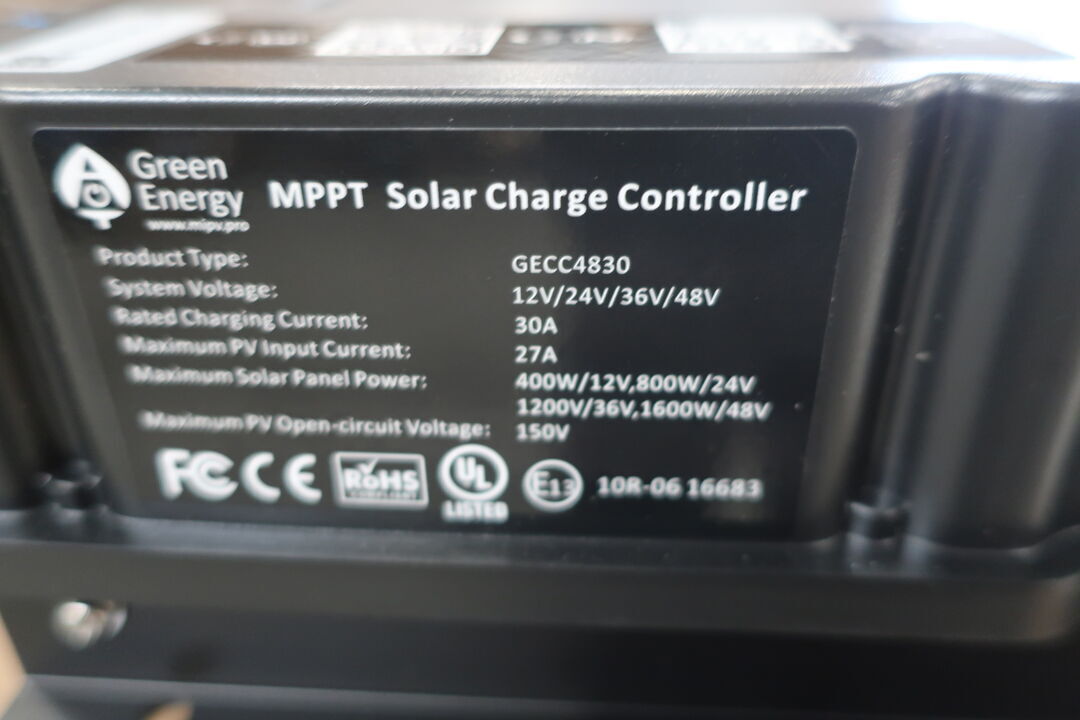 Green
Energy
www.mipv.pro
MPPT Solar Charge Controller
Product Type: GECC4830
System Voltage: 12V/24V/36V/48V
Rated Charging Current: 30A
Maximum PV Input Current: 27A
Maximum Solar Panel Power: 400W/12V,800W/24V
1200V/36V,1600W/48V
Maximum PV Open-circuit Voltage: 150V
FC CE RoHS COMPLIANT UL LISTED E13 10R-06 16683